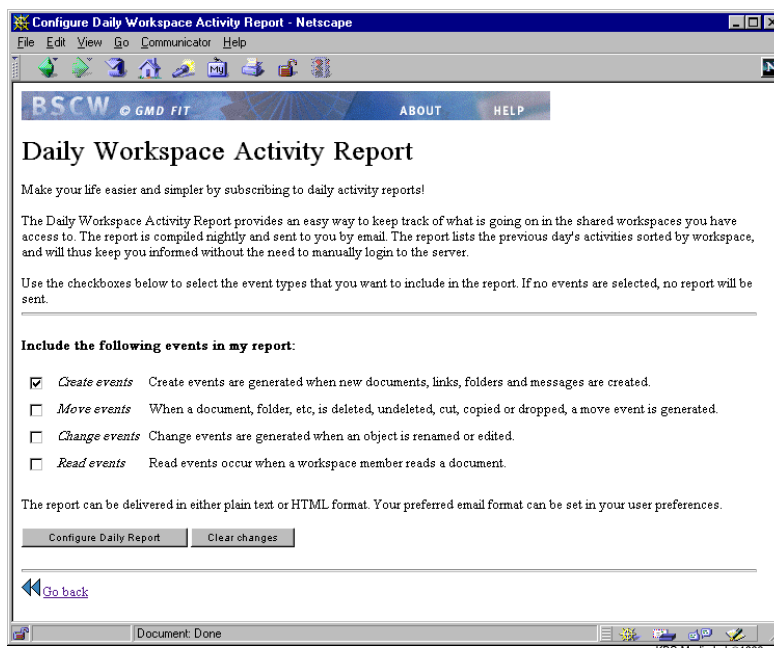 Configure Daily Workspace Activity Report - Netscape
File Edit View Go Communicator Help
My
N
BSCW © GMD FIT ABOUT HELP
Daily Workspace Activity Report
Make your life easier and simpler by subscribing to daily activity reports!
The Daily Workspace Activity Report provides an easy way to keep track of what is going on in the shared workspaces you have
access to. The report is compiled nightly and sent to you by email. The report lists the previous day's activities sorted by workspace,
and will thus keep you informed without the need to manually login to the server.
Use the checkboxes below to select the event types that you want to include in the report. If no events are selected, no report will be
sent.
Include the following events in my report:
Create events Create events are generated when new documents, links, folders and messages are created.
Move events When a document, folder, etc, is deleted, undeleted, cut, copied or dropped, a move event is generated.
Change events Change events are generated when an object is renamed or edited.
Read events Read events occur when a workspace member reads a document.
The report can be delivered in either plain text or HTML format. Your preferred email format can be set in your user preferences.
Configure Daily Report Clear changes
Go back
Document: Done